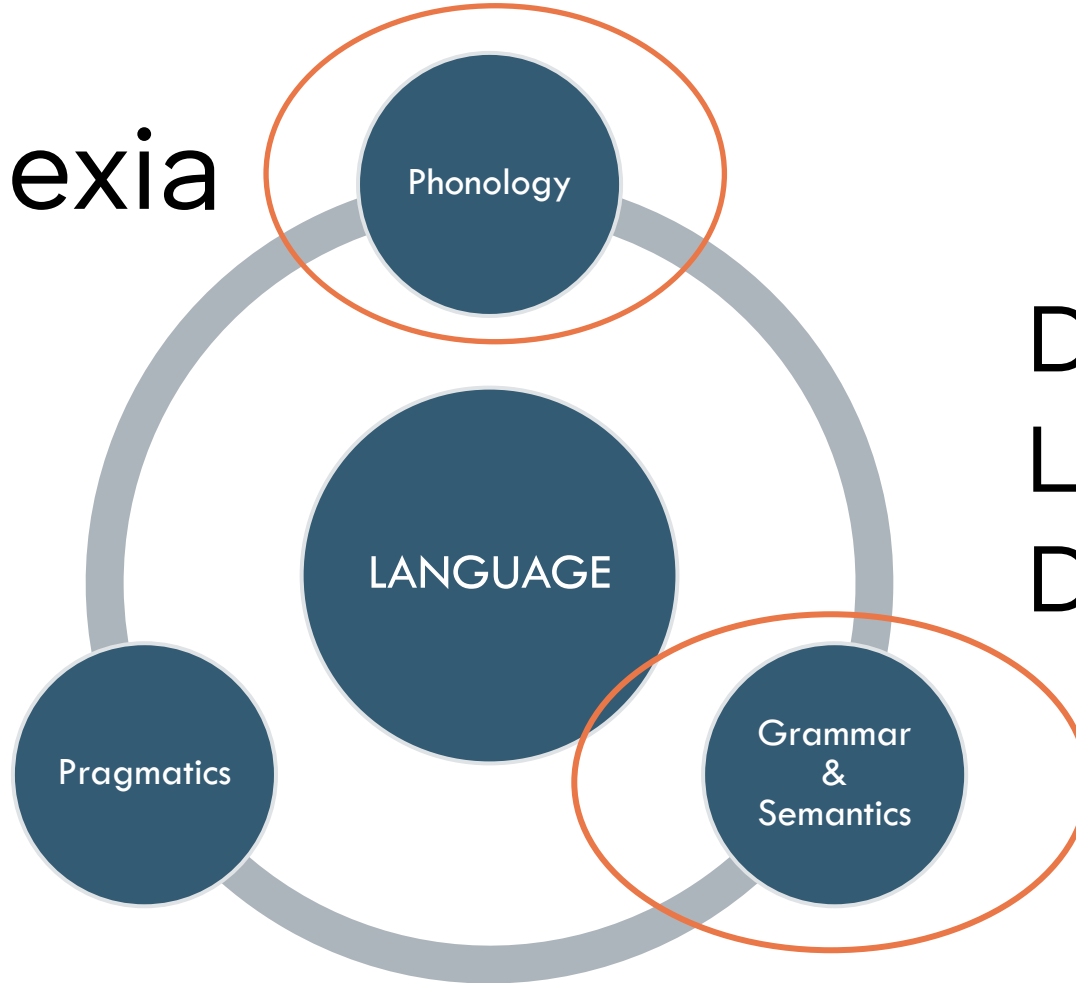 exia
Phonology
D
L
LANGUAGE
D
Grammar
&
Semantics
Pragmatics